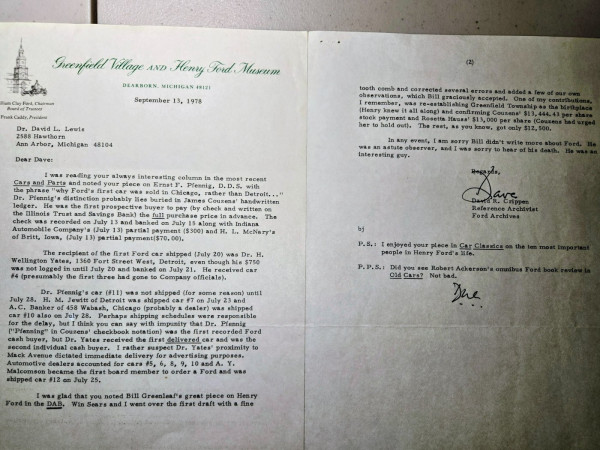 Greenfield Village AND Henry Ford Museum
DEARBORN, MICHIGAN 48121
William Clay Ford, Chairman
Board of Trustees
Frank Caddy, President
September 13, 1978
Dr. David L. Lewis
2588 Hawthorn
Ann Arbor, Michigan 48104
Dear Dave:
I was reading your always interesting column in the most recent
Cars and Parts and noted your piece on Ernst F. Pfennig, D.D.S. with
the phrase "why Ford's first car was sold in Chicago, rather than Detroit..."
Dr. Pfennig's distinction probably lies buried in James Couzens' handwritten
ledger. He was the first prospective buyer to pay (by check and written on
the Illinois Trust and Savings Bank) the full purchase price in advance. The
check was recorded on July 13 and banked on July 15 along with Indiana
Automobile Company's (July 13) partial payment ($300) and H. L. McNary's
of Britt, Iowa, (July 13) partial payment($70.00).
The recipient of the first Ford car shipped (July 20) was Dr. H.
Wellington Yates, 1360 Fort Street West, Detroit, even though his $750
was not logged in until July 20 and banked on July 21. He received car
#4 (presumably the first three had gone to Company officials).
Dr. Pfennig's car (#11) was not shipped (for some reason) until
July 28. H. M. Jewitt of Detroit was shipped car #7 on July 23 and
A.C. Banker of 458 Wabash, Chicago (probably a dealer) was shipped
car #10 also on July 28. Perhaps shipping schedules were responsible
for the delay, but I think you can say with impunity that Dr. Pfennig
("Pfenning" in Cousens' checkbook notation) was the first recorded Ford
cash buyer, but Dr. Yates received the first delivered car and was the
second individual cash buyer. I rather suspect Dr. Yates' proximity to
Mack Avenue dictated immediate delivery for advertising purposes.
Automotive dealers accounted for cars #5, 6, 8, 9, 10 and A. Y.
Malcomson became the first board member to order a Ford and was
shipped car #12 on July 25.
I was glad that you noted Bill Greenleaf's great piece on Henry
Ford in the DAB. Win Sears and I went over the first draft with a fine
(2)
tooth comb and corrected several errors and added a few of our own
observations, which Bill graciously accepted. One of my contributions,
I remember, was re-establishing Greenfield Township as the birthplace
(Henry knew it all along) and confirming Couzens' $13,444.43 per share
stock payment and Rosetta Hauss' $13,000 per share (Couzens had urged
her to hold out). The rest, as you know, got only $12,500.
In any event, I am sorry Bill didn't write more about Ford. He
was an astute observer, and I was sorry to hear of his death. He was an
interesting guy.
Regards,
Dave
David R. Crippen
Reference Archivist
Ford Archives
bj
P.S.: I enjoyed your piece in Car Classics on the ten most important
people in Henry Ford's life.
P.P.S.: Did you see Robert Ackerson's omnibus Ford book review in
Old Cars? Not bad.
Dave